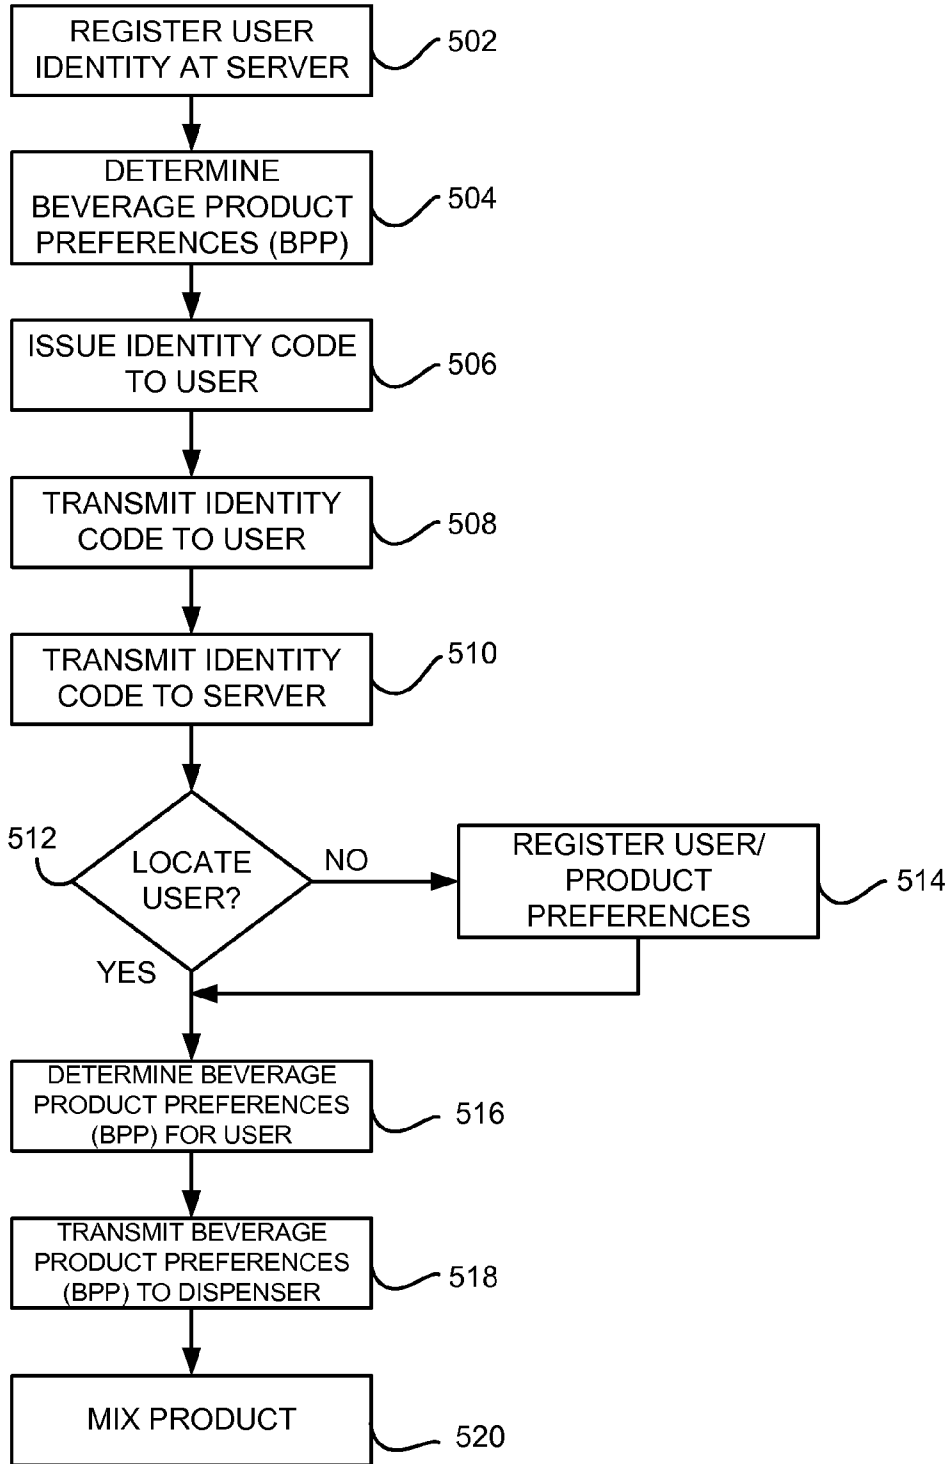 REGISTER USER
IDENTITY AT SERVER
502
DETERMINE
BEVERAGE PRODUCT
PREFERENCES (BPP)
504
ISSUE IDENTITY CODE
TO USER
506
TRANSMIT IDENTITY
CODE TO USER
508
TRANSMIT IDENTITY
CODE TO SERVER
510
512
LOCATE
USER?
NO
REGISTER USER/
PRODUCT
PREFERENCES
514
YES
DETERMINE BEVERAGE
PRODUCT PREFERENCES
(BPP) FOR USER
516
TRANSMIT BEVERAGE
PRODUCT PREFERENCES
(BPP) TO DISPENSER
518
MIX PRODUCT
520